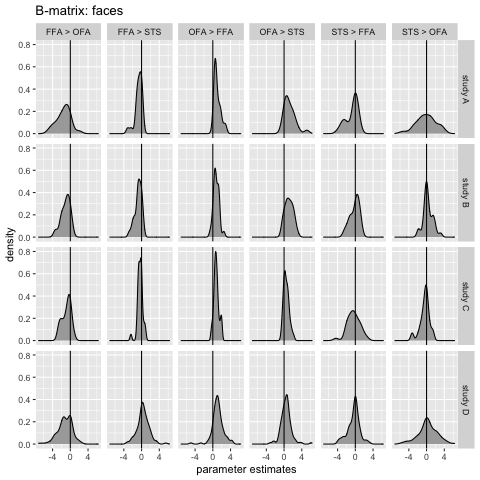 B-matrix: faces
FFA > OFA FFA > STS OFA > FFA OFA > STS STS > FFA STS > OFA
0.8
0.6
0.4
0.2
0.0
study A
0.8
0.6
0.4
0.2
0.0
study B
0.8
0.6
0.4
0.2
0.0
study C
0.8
0.6
0.4
0.2
0.0
study D
density
-4 0 4 -4 0 4 -4 0 4 -4 0 4 -4 0 4 -4 0 4
parameter estimates